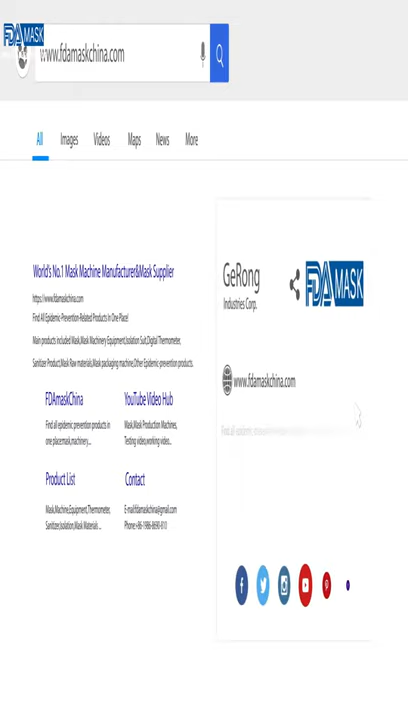 FDA MASK
www.fdamaskchina.com
All Images Videos Maps News More
World's No.1 Mask Machine Manufacturer&Mask Supplier
https://www.fdamaskchina.com
Find All Epidemic-Prevention-Related Products In One Place!
Main products included Mask,Mask Machinery Equipment,Isolation Suit,Digital Thermometer,
Sanitizer Product,Mask Raw materials,Mask packaging machine,Other Epidemic-prevention products.
FDAmaskChina
Find all epidemic prevention products in
one place:mask,machinery...
YouTube Video Hub
Mask,Mask Production Machines,
Testing video,working video...
Product List
Mask,Machine,Equipment,Thermometer,
Sanitizer,Isolation,Mask Materials ...
Contact
E-mail:fdamaskchina@gmail.com
Phone:+86-1986-8690-810
GeRong
Industries Corp.
FDA MASK
www.fdamaskchina.com
Find all epidemic